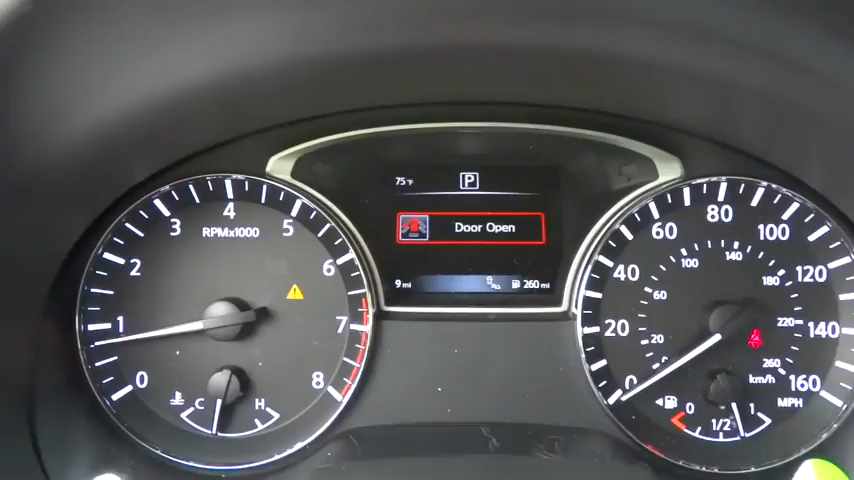 75°F P
Door Open
9 mi 260 mi
0 1 2 3 4 5 6 7 8
RPMx1000
C H
0 20 40 60 80 100 120 140 160
20 60 100 140 180 220 260
km/h
MPH
0 1/2 1